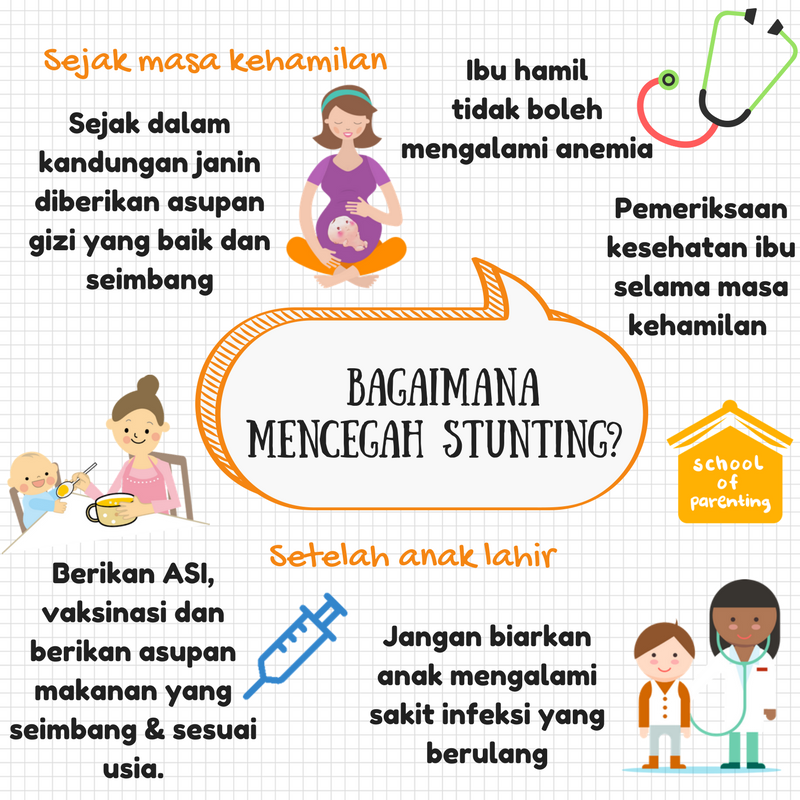 Sejak masa kehamilan
Sejak dalam
kandungan janin
diberikan asupan
gizi yang baik dan
seimbang
Ibu hamil
tidak boleh
mengalami anemia
Pemeriksaan
kesehatan ibu
selama masa
kehamilan
BAGAIMANA
MENCEGAH STUNTING?
school
of
parenting
Setelah anak lahir
Berikan ASI,
vaksinasi dan
berikan asupan
makanan yang
seimbang & sesuai
usia.
Jangan biarkan
anak mengalami
sakit infeksi yang
berulang